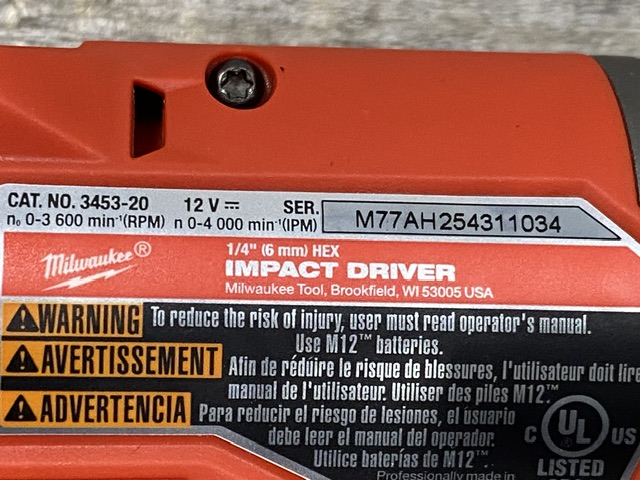 CAT. NO. 3453-20 12 V ⎓ SER. M77AH254311034
n₀ 0-3 600 min⁻¹(RPM) n 0-4 000 min⁻¹(IPM)
Milwaukee®
1/4" (6 mm) HEX
IMPACT DRIVER
Milwaukee Tool, Brookfield, WI 53005 USA
WARNING To reduce the risk of injury, user must read operator's manual.
Use M12™ batteries.
AVERTISSEMENT Afin de réduire le risque de blessures, l'utilisateur doit lire
manuel de l'utilisateur. Utiliser des piles M12™.
ADVERTENCIA Para reducir el riesgo de lesiones, el usuario
debe leer el manual del operador.
Utilice baterías de M12™.
C UL US
LISTED
Professionally made in